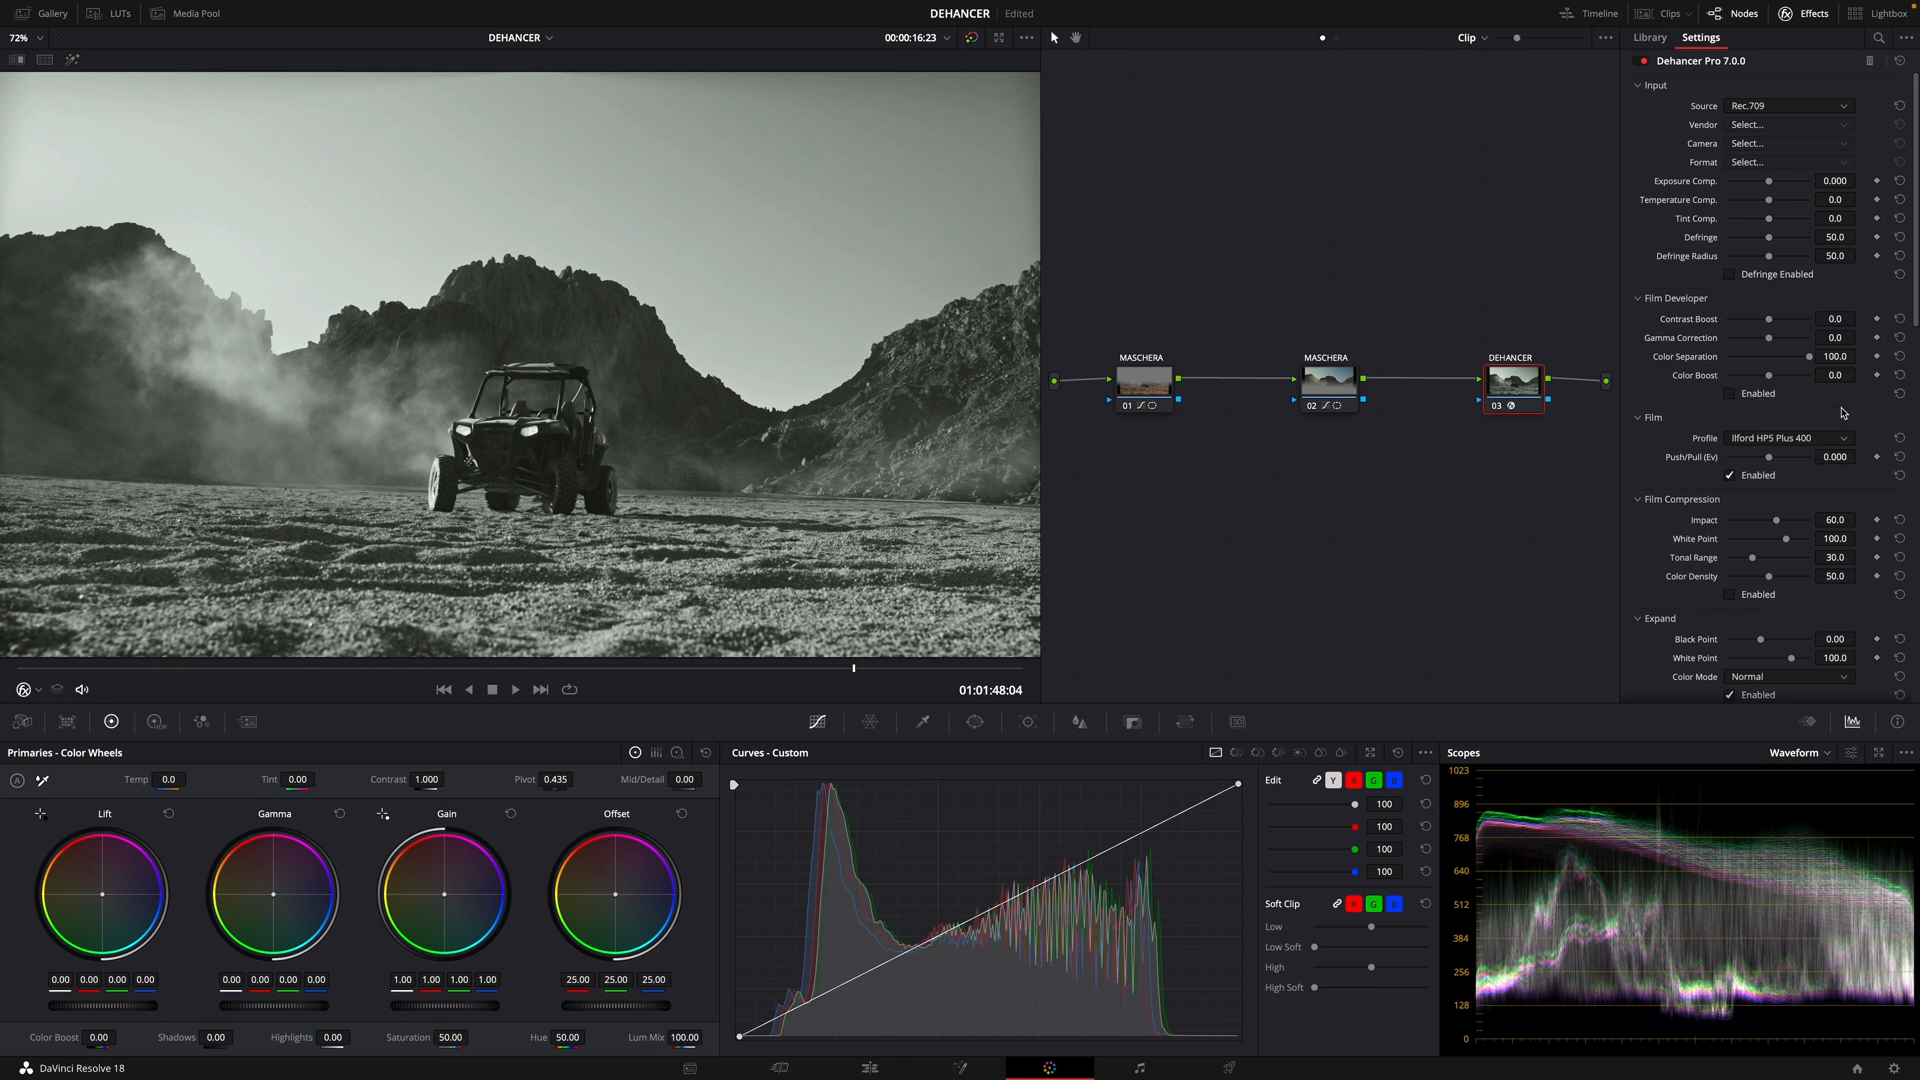 Gallery LUTs Media Pool DEHANCER Edited Timeline Clips Nodes Effects Lightbox
72% DEHANCER 00:00:16:23 Clip Library Settings
Dehancer Pro 7.0.0
Input
Source Rec.709
Vendor Select...
Camera Select...
Format Select...
Exposure Comp. 0.000
Temperature Comp. 0.0
Tint Comp. 0.0
Defringe 50.0
Defringe Radius 50.0
Defringe Enabled
Film Developer
Contrast Boost 0.0
Gamma Correction 0.0
Color Separation 100.0
Color Boost 0.0
Enabled
Film
Profile Ilford HP5 Plus 400
Push/Pull (Ev) 0.000
Enabled
Film Compression
Impact 60.0
White Point 100.0
Tonal Range 30.0
Color Density 50.0
Enabled
Expand
Black Point 0.00
White Point 100.0
Color Mode Normal
Enabled
MASCHERA MASCHERA DEHANCER
01 02 03
01:01:48:04
HDR
3D
Primaries - Color Wheels
A Temp 0.0 Tint 0.00 Contrast 1.000 Pivot 0.435 Mid/Detail 0.00
Lift Gamma Gain Offset
0.00 0.00 0.00 0.00 0.00 0.00 0.00 0.00 1.00 1.00 1.00 1.00 25.00 25.00 25.00
Color Boost 0.00 Shadows 0.00 Highlights 0.00 Saturation 50.00 Hue 50.00 Lum Mix 100.00
Curves - Custom
Edit Y R G B
100
100
100
100
Soft Clip R G B
Low
Low Soft
High
High Soft
Scopes Waveform
1023
896
768
640
512
384
256
128
0
DaVinci Resolve 18